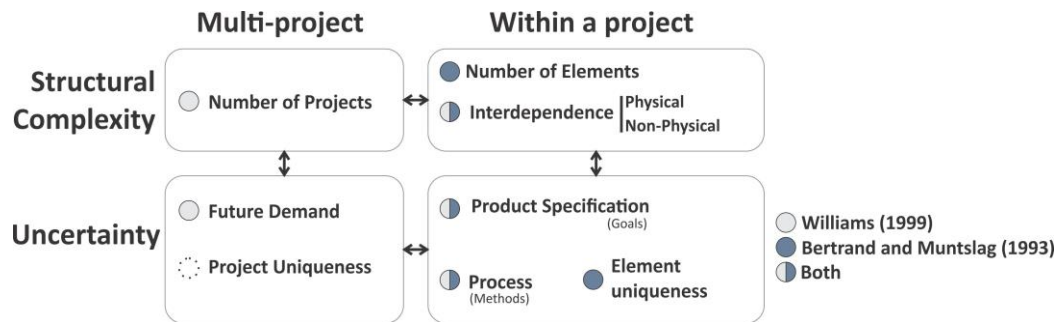 Multi-project
Within a project
Structural
Complexity
Number of Projects
Number of Elements
Interdependence
Physical
Non-Physical
Uncertainty
Future Demand
Project Uniqueness
Product Specification
(Goals)
Process
(Methods)
Element
uniqueness
Williams (1999)
Bertrand and Muntslag (1993)
Both